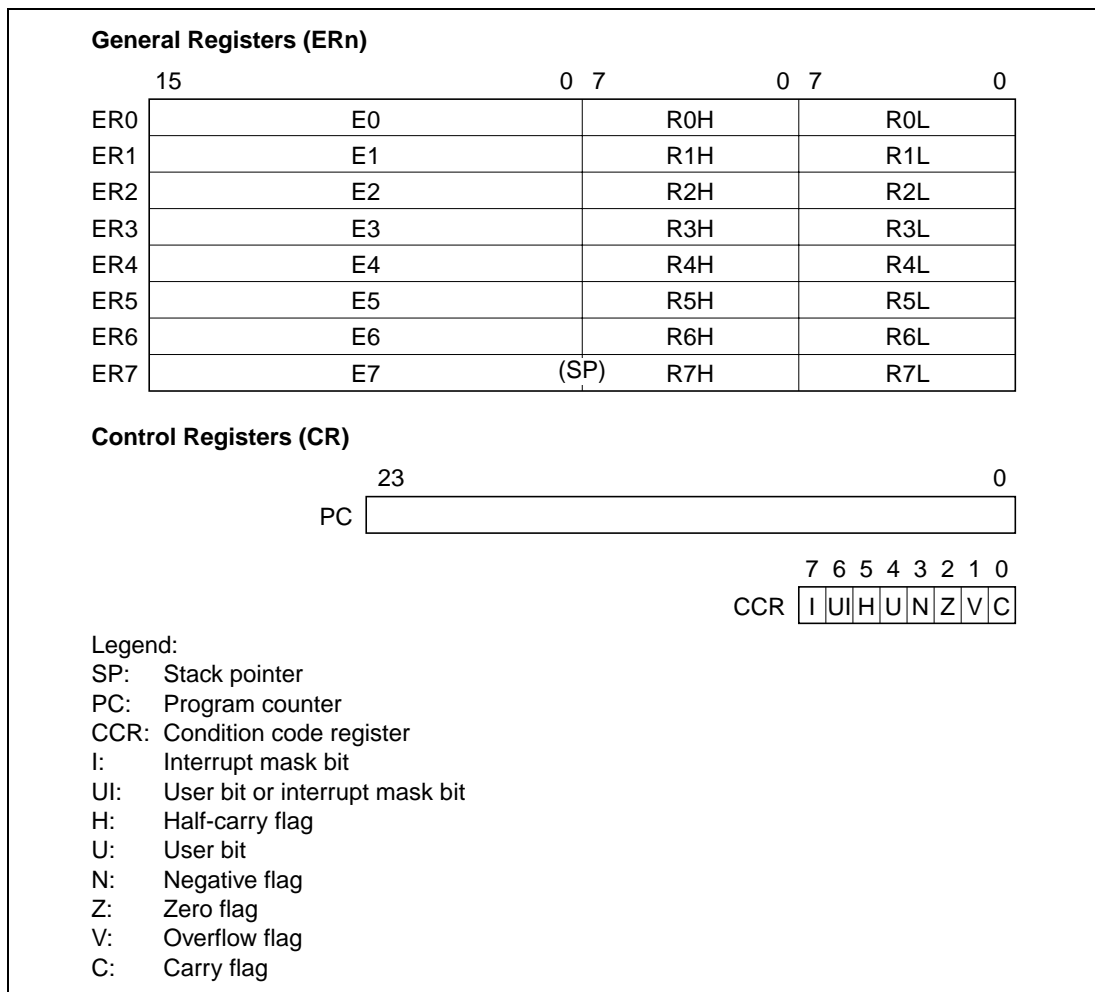 General Registers (ERn)
15 0 7 0 7 0
ER0 E0 R0H R0L
ER1 E1 R1H R1L
ER2 E2 R2H R2L
ER3 E3 R3H R3L
ER4 E4 R4H R4L
ER5 E5 R5H R5L
ER6 E6 R6H R6L
ER7 E7 (SP) R7H R7L
Control Registers (CR)
23 0
PC
7 6 5 4 3 2 1 0
CCR I UI H U N Z V C
Legend:
SP: Stack pointer
PC: Program counter
CCR: Condition code register
I: Interrupt mask bit
UI: User bit or interrupt mask bit
H: Half-carry flag
U: User bit
N: Negative flag
Z: Zero flag
V: Overflow flag
C: Carry flag